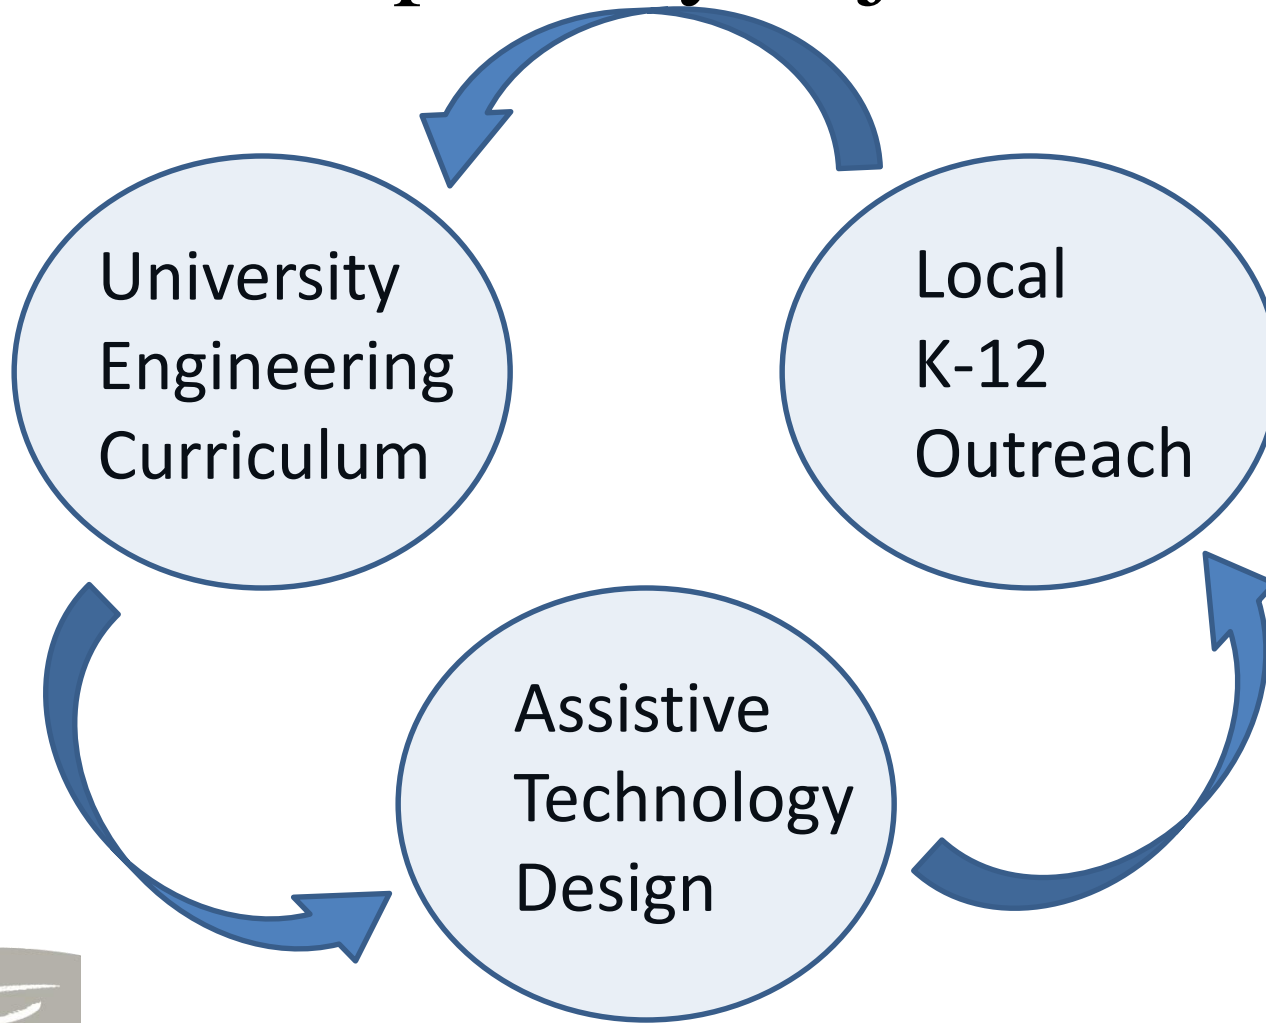 University
Engineering
Curriculum
Local
K-12
Outreach
Assistive
Technology
Design